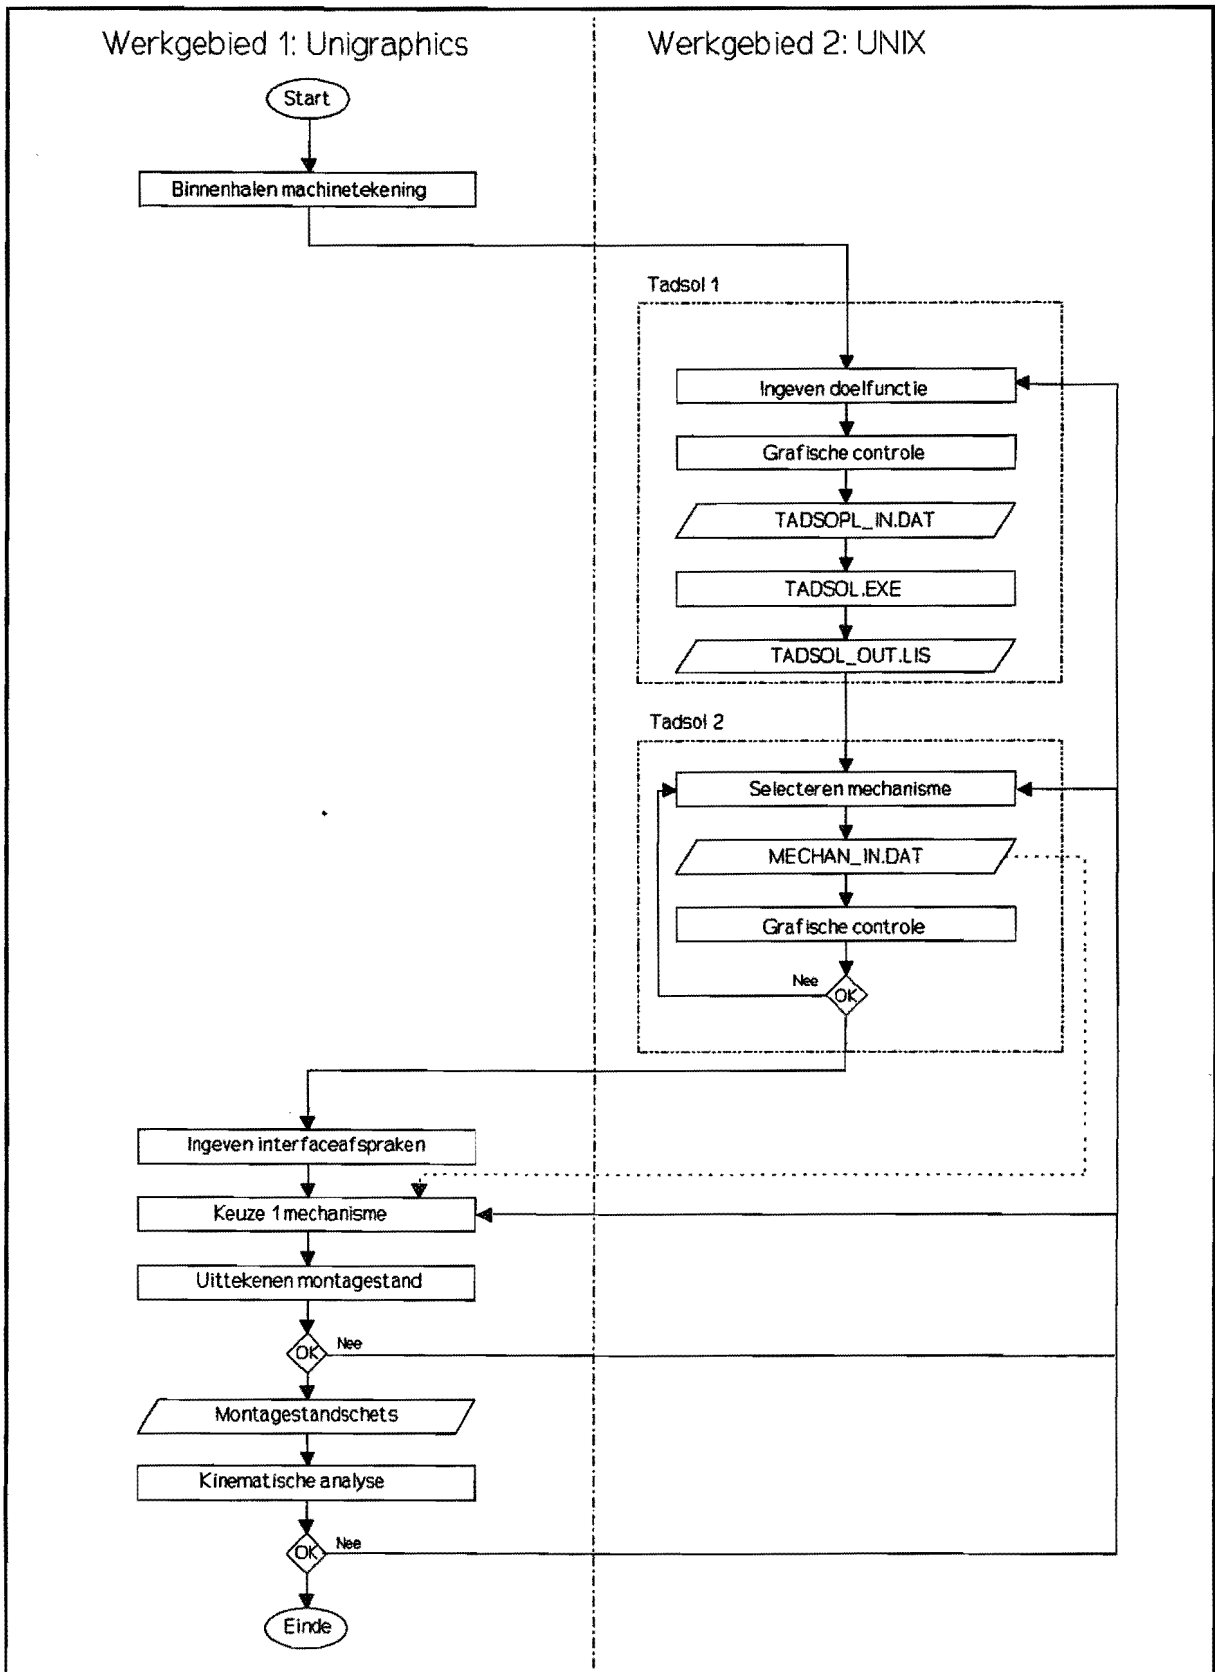 Werkgebied 1: Unigraphics
Werkgebied 2: UNIX
Start
Binnenhalen machinetekening
Tadsol 1
Ingeven doelfunctie
Grafische controle
TADSOPL_IN.DAT
TADSOL.EXE
TADSOL_OUT.LIS
Tadsol 2
Selecteren mechanisme
MECHAN_IN.DAT
Grafische controle
Nee
OK
Ingeven interfaceafspraken
Keuze 1 mechanisme
Uittekenen montagestand
OK
Nee
Montagestandschets
Kinematische analyse
OK
Nee
Einde